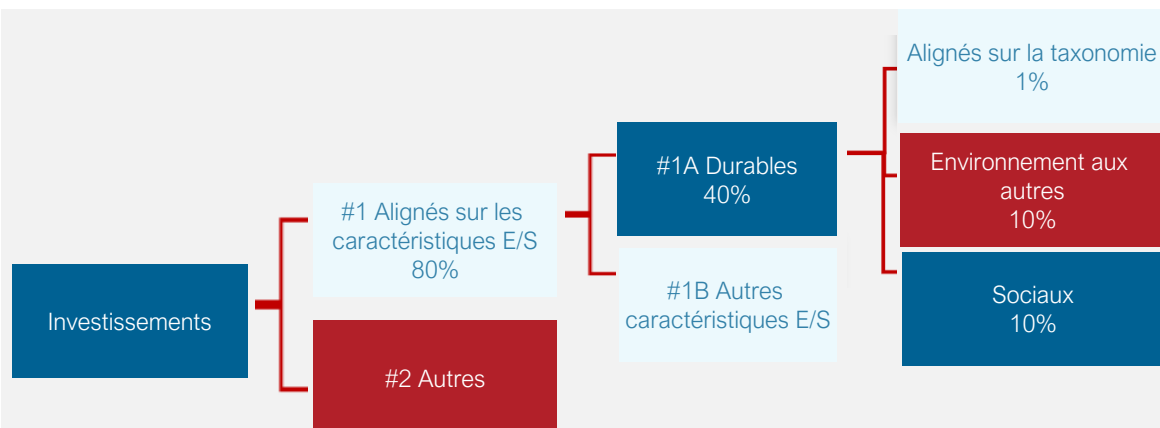 Investissements
#1 Alignés sur les
caractéristiques E/S
80%
#2 Autres
#1A Durables
40%
#1B Autres
caractéristiques E/S
Alignés sur la taxonomie
1%
Environnement aux
autres
10%
Sociaux
10%